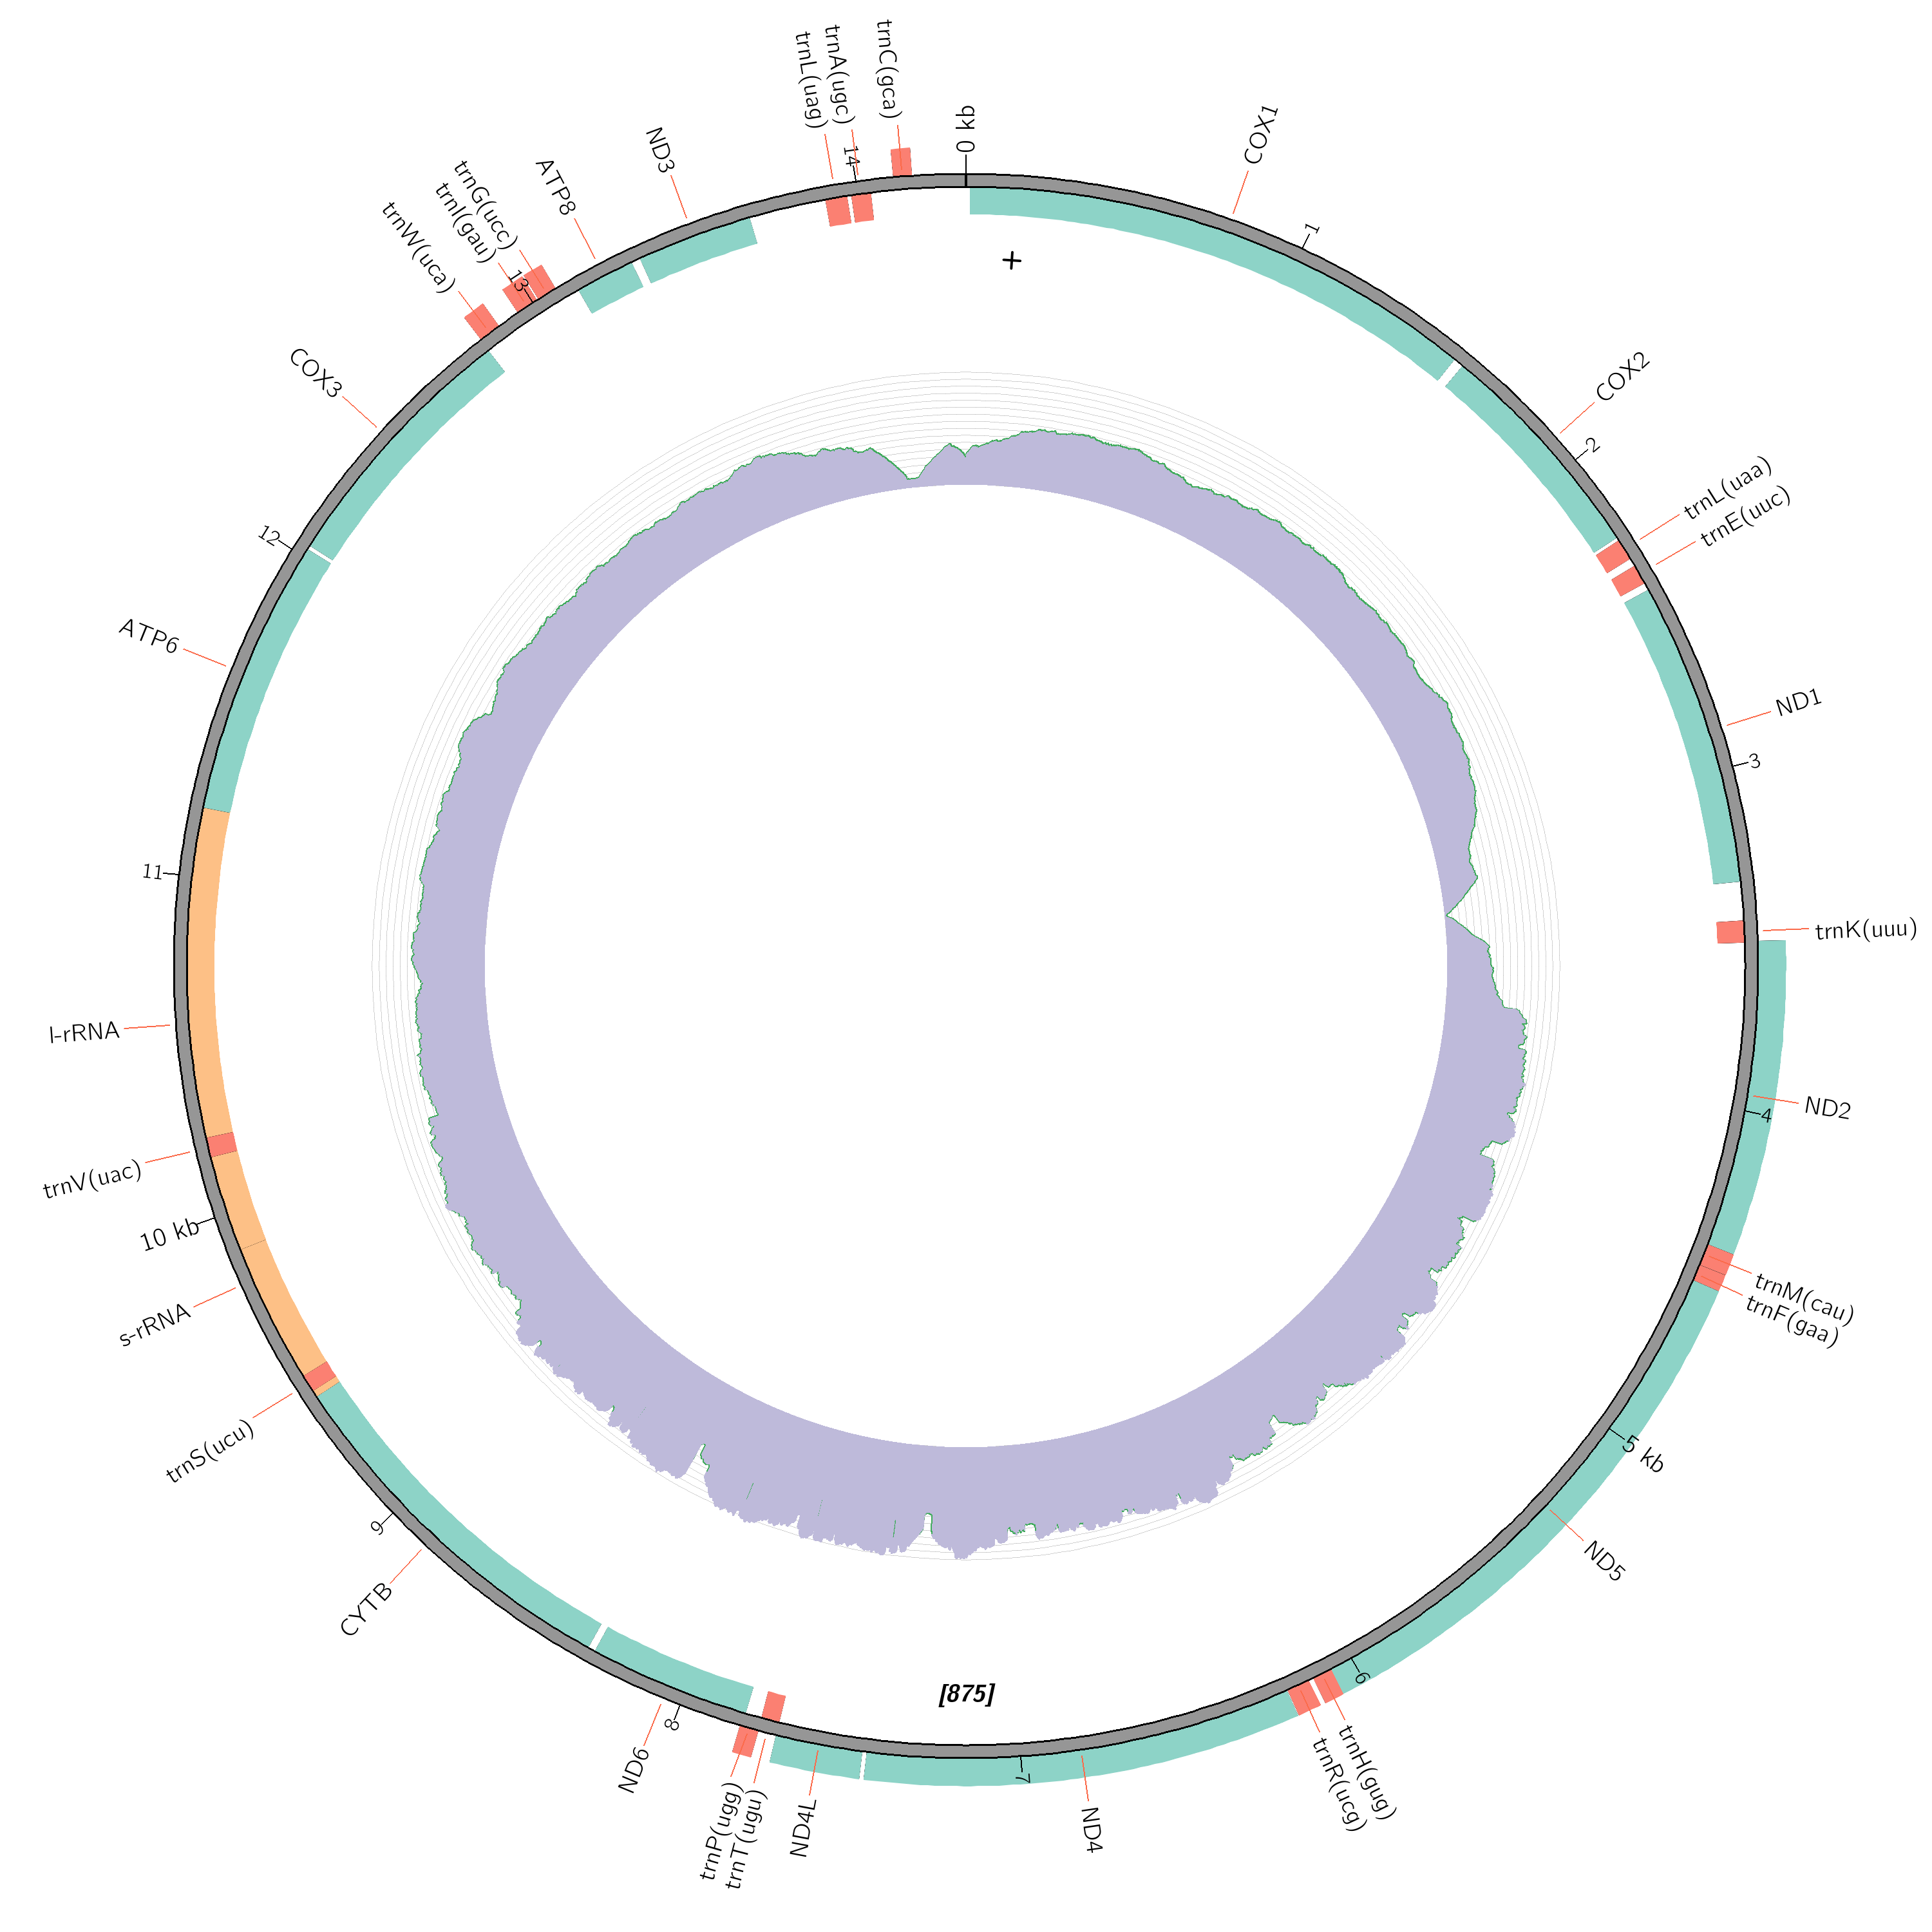 0 kb
COX1
1
COX2
2
trnL(uaa)
trnE(uuc)
ND1
3
trnK(uuu)
ND2
4
trnM(cau)
trnF(gaa)
5 kb
ND5
6
trnH(gug)
trnR(ucg)
ND4
7
ND4L
trnT(ugu)
trnP(ugg)
8
ND6
CYTB
9
trnS(ucu)
s-rRNA
10 kb
trnV(uac)
l-rRNA
11
ATP6
12
COX3
trnW(uca)
trnI(gau)
13
trnG(ucc)
ATP8
ND3
trnL(uag)
trnA(ugc)
14
trnC(gca)
+
[875]